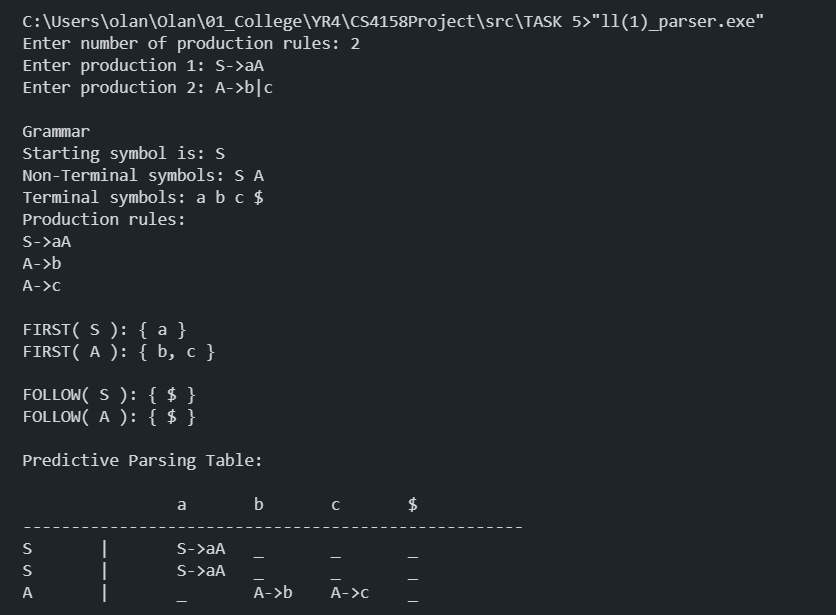 C:\Users\olan\Olan\01_College\YR4\CS4158Project\src\TASK 5>"ll(1)_parser.exe"
Enter number of production rules: 2
Enter production 1: S->aA
Enter production 2: A->b|c
Grammar
Starting symbol is: S
Non-Terminal symbols: S A
Terminal symbols: a b c $
Production rules:
S->aA
A->b
A->c
FIRST( S ): { a }
FIRST( A ): { b, c }
FOLLOW( S ): { $ }
FOLLOW( A ): { $ }
Predictive Parsing Table:
a b c $
----------------------------------------------------
S | S->aA _ _ _
S | S->aA _ _ _
A | _ A->b A->c _